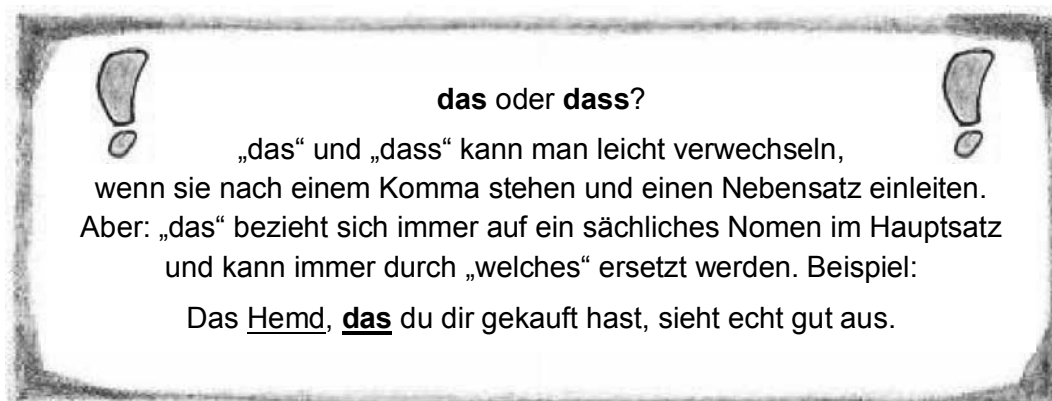 das oder dass?
„das“ und „dass“ kann man leicht verwechseln,
wenn sie nach einem Komma stehen und einen Nebensatz einleiten.
Aber: „das“ bezieht sich immer auf ein sächliches Nomen im Hauptsatz
und kann immer durch „welches“ ersetzt werden. Beispiel:
Das Hemd, das du dir gekauft hast, sieht echt gut aus.